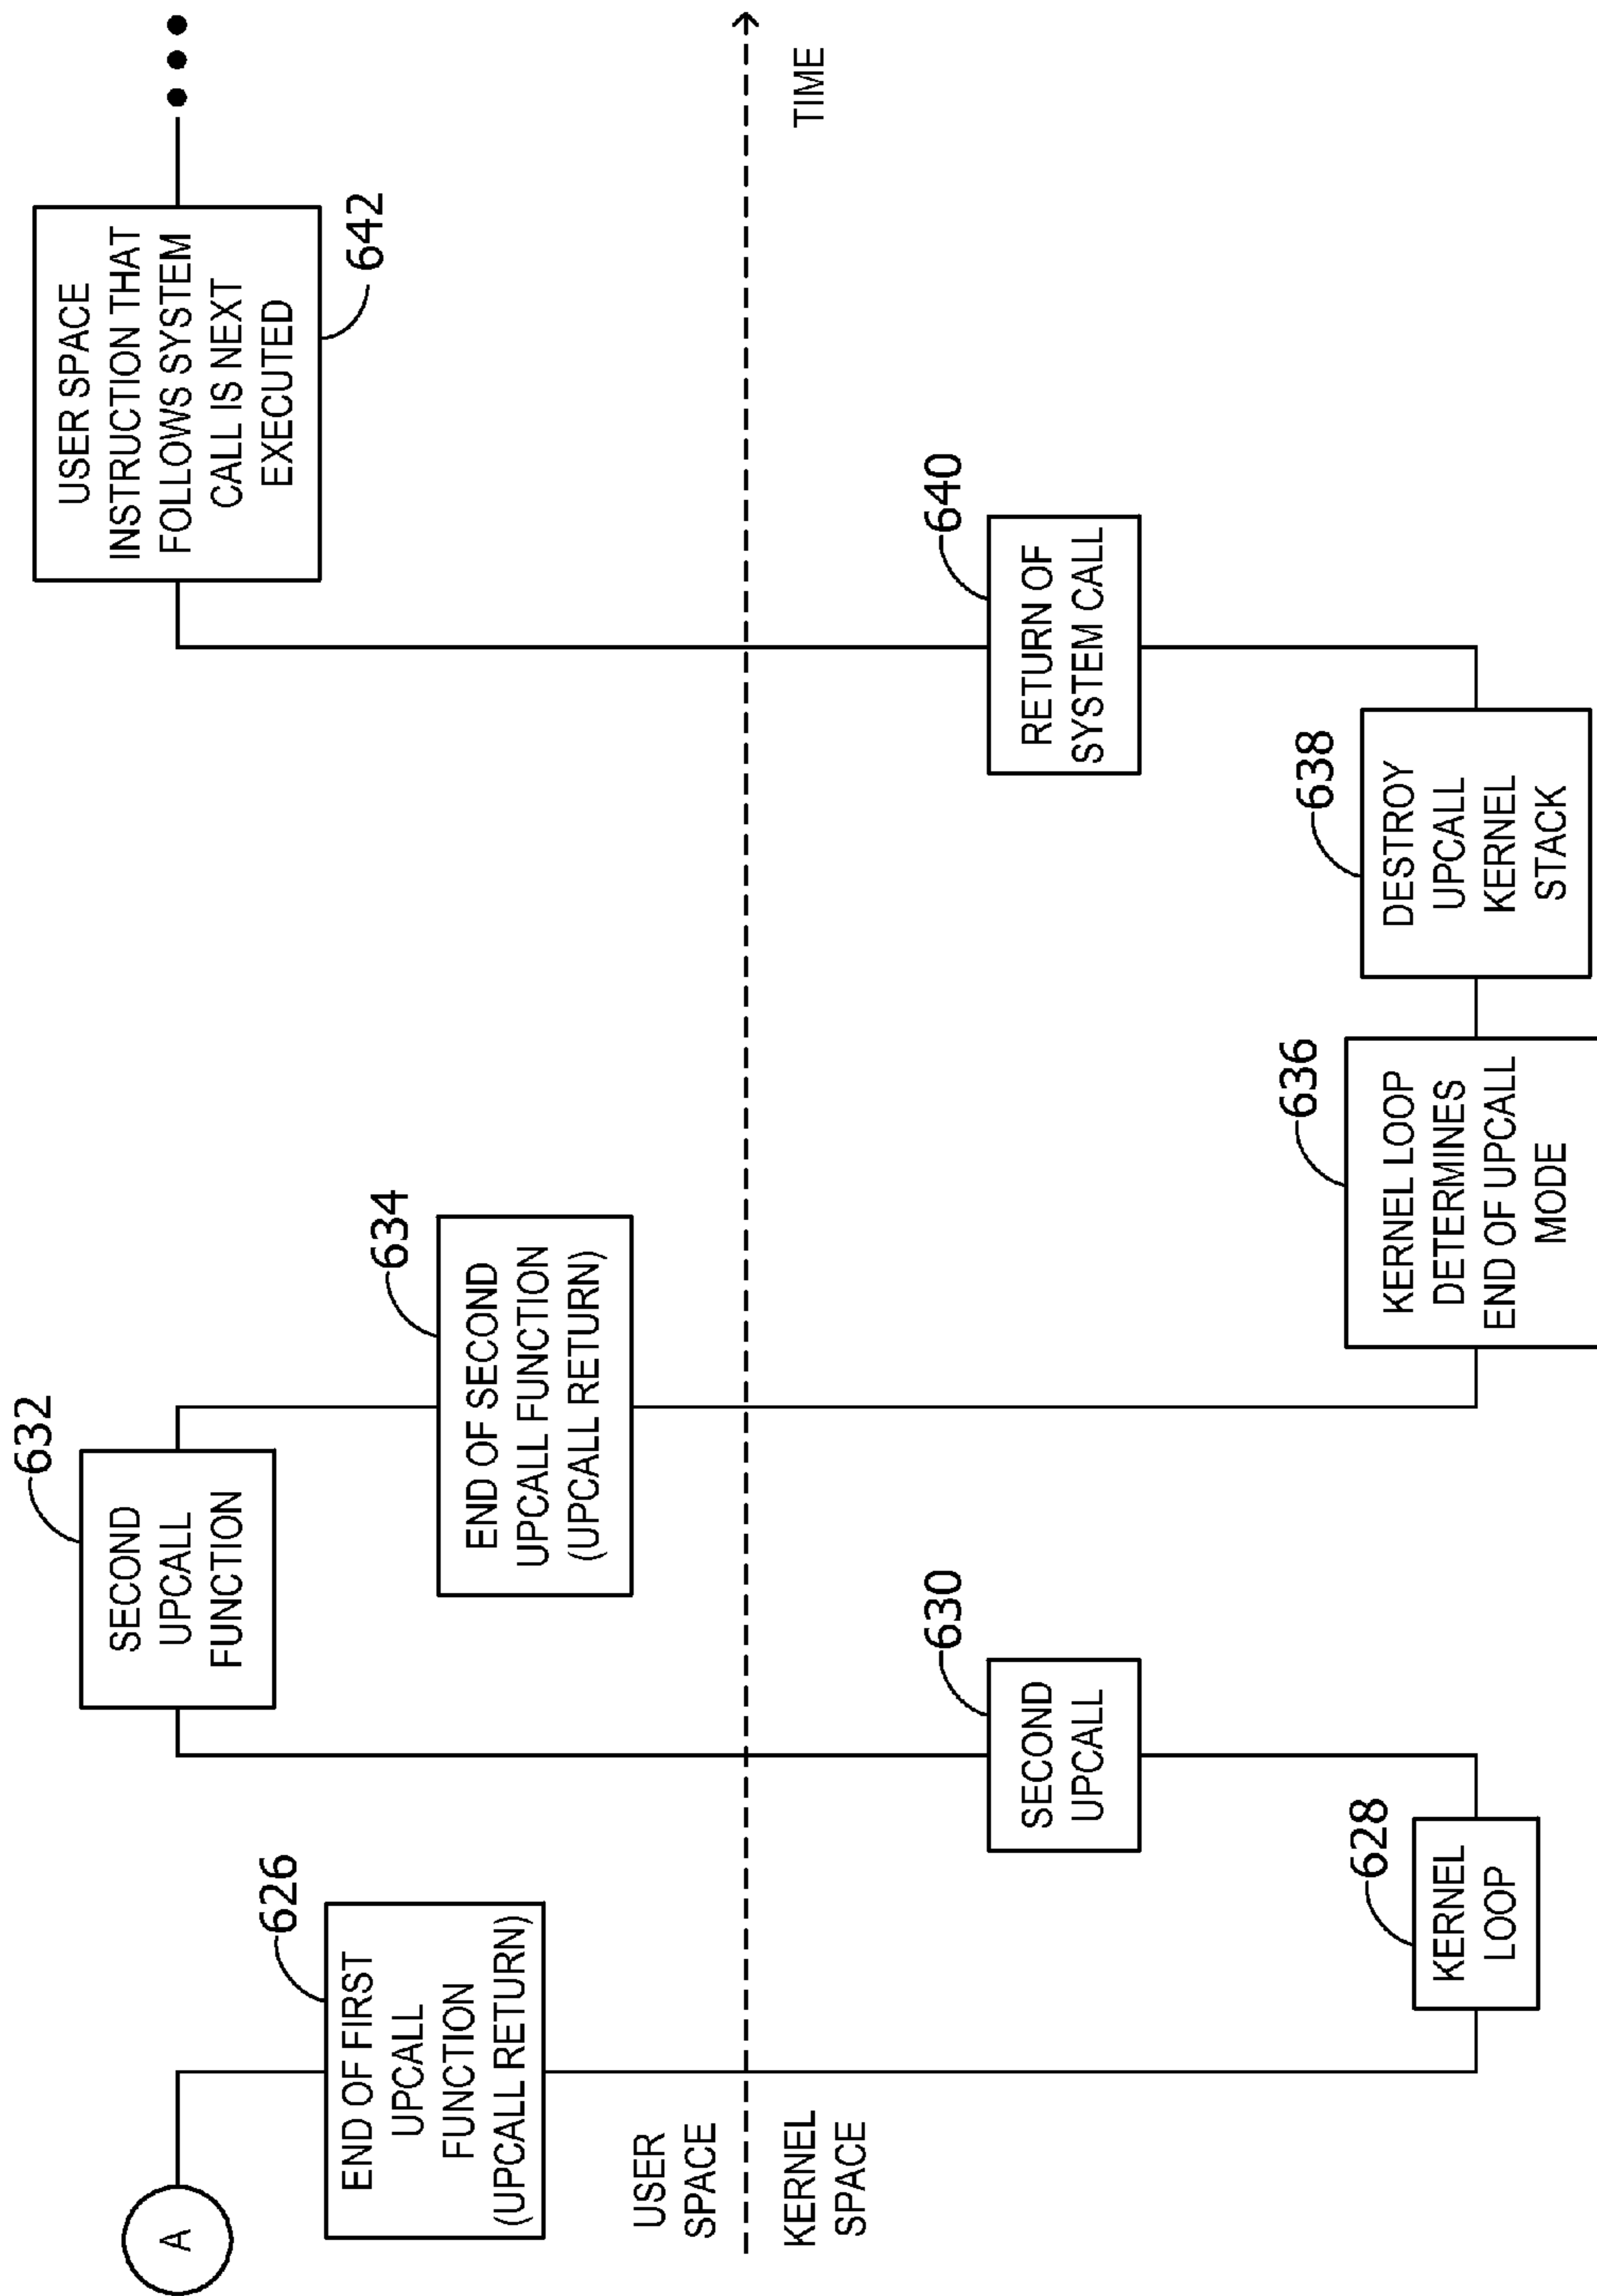 A
END OF FIRST
UPCALL
FUNCTION
(UPCALL RETURN)
626
USER
SPACE
KERNEL
SPACE
KERNEL
LOOP
628
SECOND
UPCALL
630
SECOND
UPCALL
FUNCTION
632
END OF SECOND
UPCALL FUNCTION
(UPCALL RETURN)
634
KERNEL LOOP
DETERMINES
END OF UPCALL
MODE
636
DESTROY
UPCALL
KERNEL
STACK
638
RETURN OF
SYSTEM CALL
640
USER SPACE
INSTRUCTION THAT
FOLLOWS SYSTEM
CALL IS NEXT
EXECUTED
642
TIME